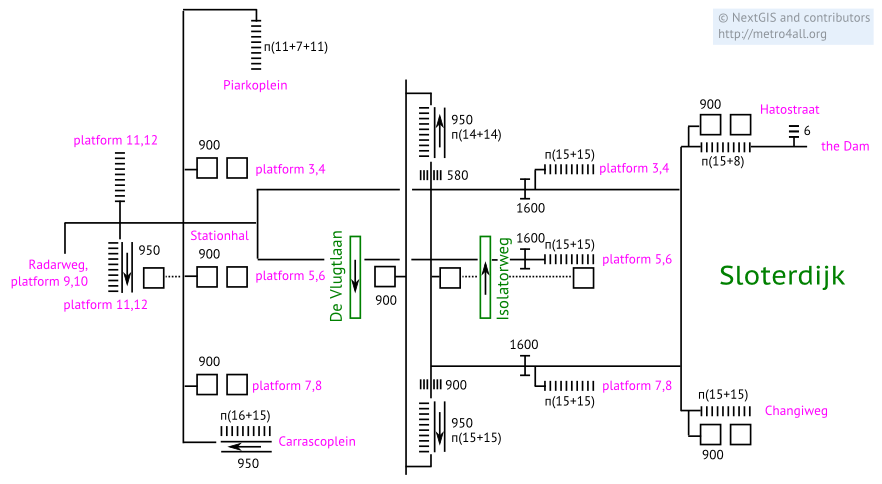 © NextGIS and contributors
http://metro4all.org
п(11+7+11)
Piarkoplein
900
Hatostraat
6
the Dam
п(15+8)
950
п(14+14)
platform 11,12
900
platform 3,4
п(15+15)
platform 3,4
580
1600
Stationhal
950
900
platform 5,6
Radarweg,
platform 9,10
platform 11,12
De Vlugtlaan
900
Isolatorweg
1600
п(15+15)
platform 5,6
Sloterdijk
900
platform 7,8
1600
900
platform 7,8
п(15+15)
п(15+15)
Changiweg
900
п(16+15)
Carrascoplein
950
950
п(15+15)